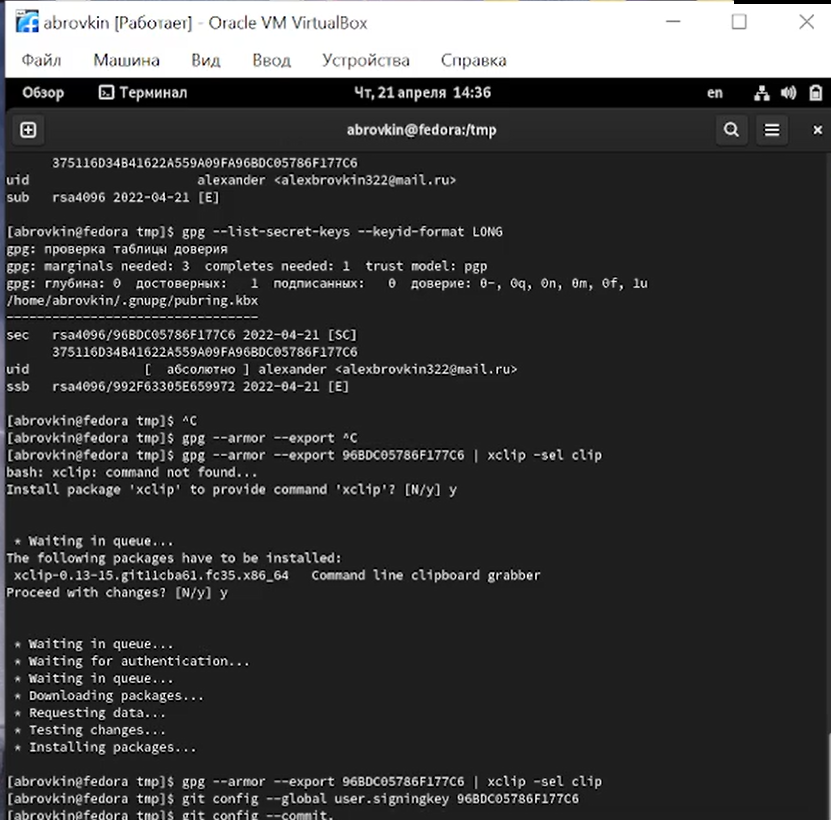 abrovkin [Работает] - Oracle VM VirtualBox
Файл Машина Вид Ввод Устройства Справка
Обзор Терминал Чт, 21 апреля 14:36 en
abrovkin@fedora:/tmp
375116D34B41622A559A09FA96BDC05786F177C6
uid alexander <alexbrovkin322@mail.ru>
sub rsa4096 2022-04-21 [E]
[abrovkin@fedora tmp]$ gpg --list-secret-keys --keyid-format LONG
gpg: проверка таблицы доверия
gpg: marginals needed: 3 completes needed: 1 trust model: pgp
gpg: глубина: 0 достоверных: 1 подписанных: 0 доверие: 0-, 0q, 0n, 0m, 0f, 1u
/home/abrovkin/.gnupg/pubring.kbx
---------------------------------
sec rsa4096/96BDC05786F177C6 2022-04-21 [SC]
375116D34B41622A559A09FA96BDC05786F177C6
uid [ абсолютно ] alexander <alexbrovkin322@mail.ru>
ssb rsa4096/992F63305E659972 2022-04-21 [E]
[abrovkin@fedora tmp]$ ^C
[abrovkin@fedora tmp]$ gpg --armor --export ^C
[abrovkin@fedora tmp]$ gpg --armor --export 96BDC05786F177C6 | xclip -sel clip
bash: xclip: command not found...
Install package 'xclip' to provide command 'xclip'? [N/y] y
* Waiting in queue...
The following packages have to be installed:
xclip-0.13-15.git11cba61.fc35.x86_64 Command line clipboard grabber
Proceed with changes? [N/y] y
* Waiting in queue...
* Waiting for authentication...
* Waiting in queue...
* Downloading packages...
* Requesting data...
* Testing changes...
* Installing packages...
[abrovkin@fedora tmp]$ gpg --armor --export 96BDC05786F177C6 | xclip -sel clip
[abrovkin@fedora tmp]$ git config --global user.signingkey 96BDC05786F177C6
[abrovkin@fedora tmp]$ git config --commit.